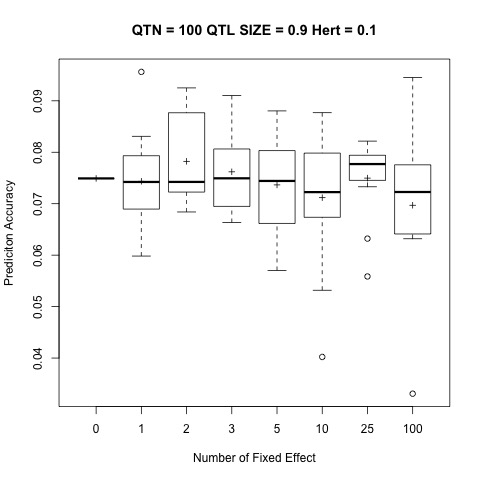 QTN = 100 QTL SIZE = 0.9 Hert = 0.1
Prediciton Accuracy
0.09
0.08
0.07
0.06
0.05
0.04
0 1 2 3 5 10 25 100
Number of Fixed Effect